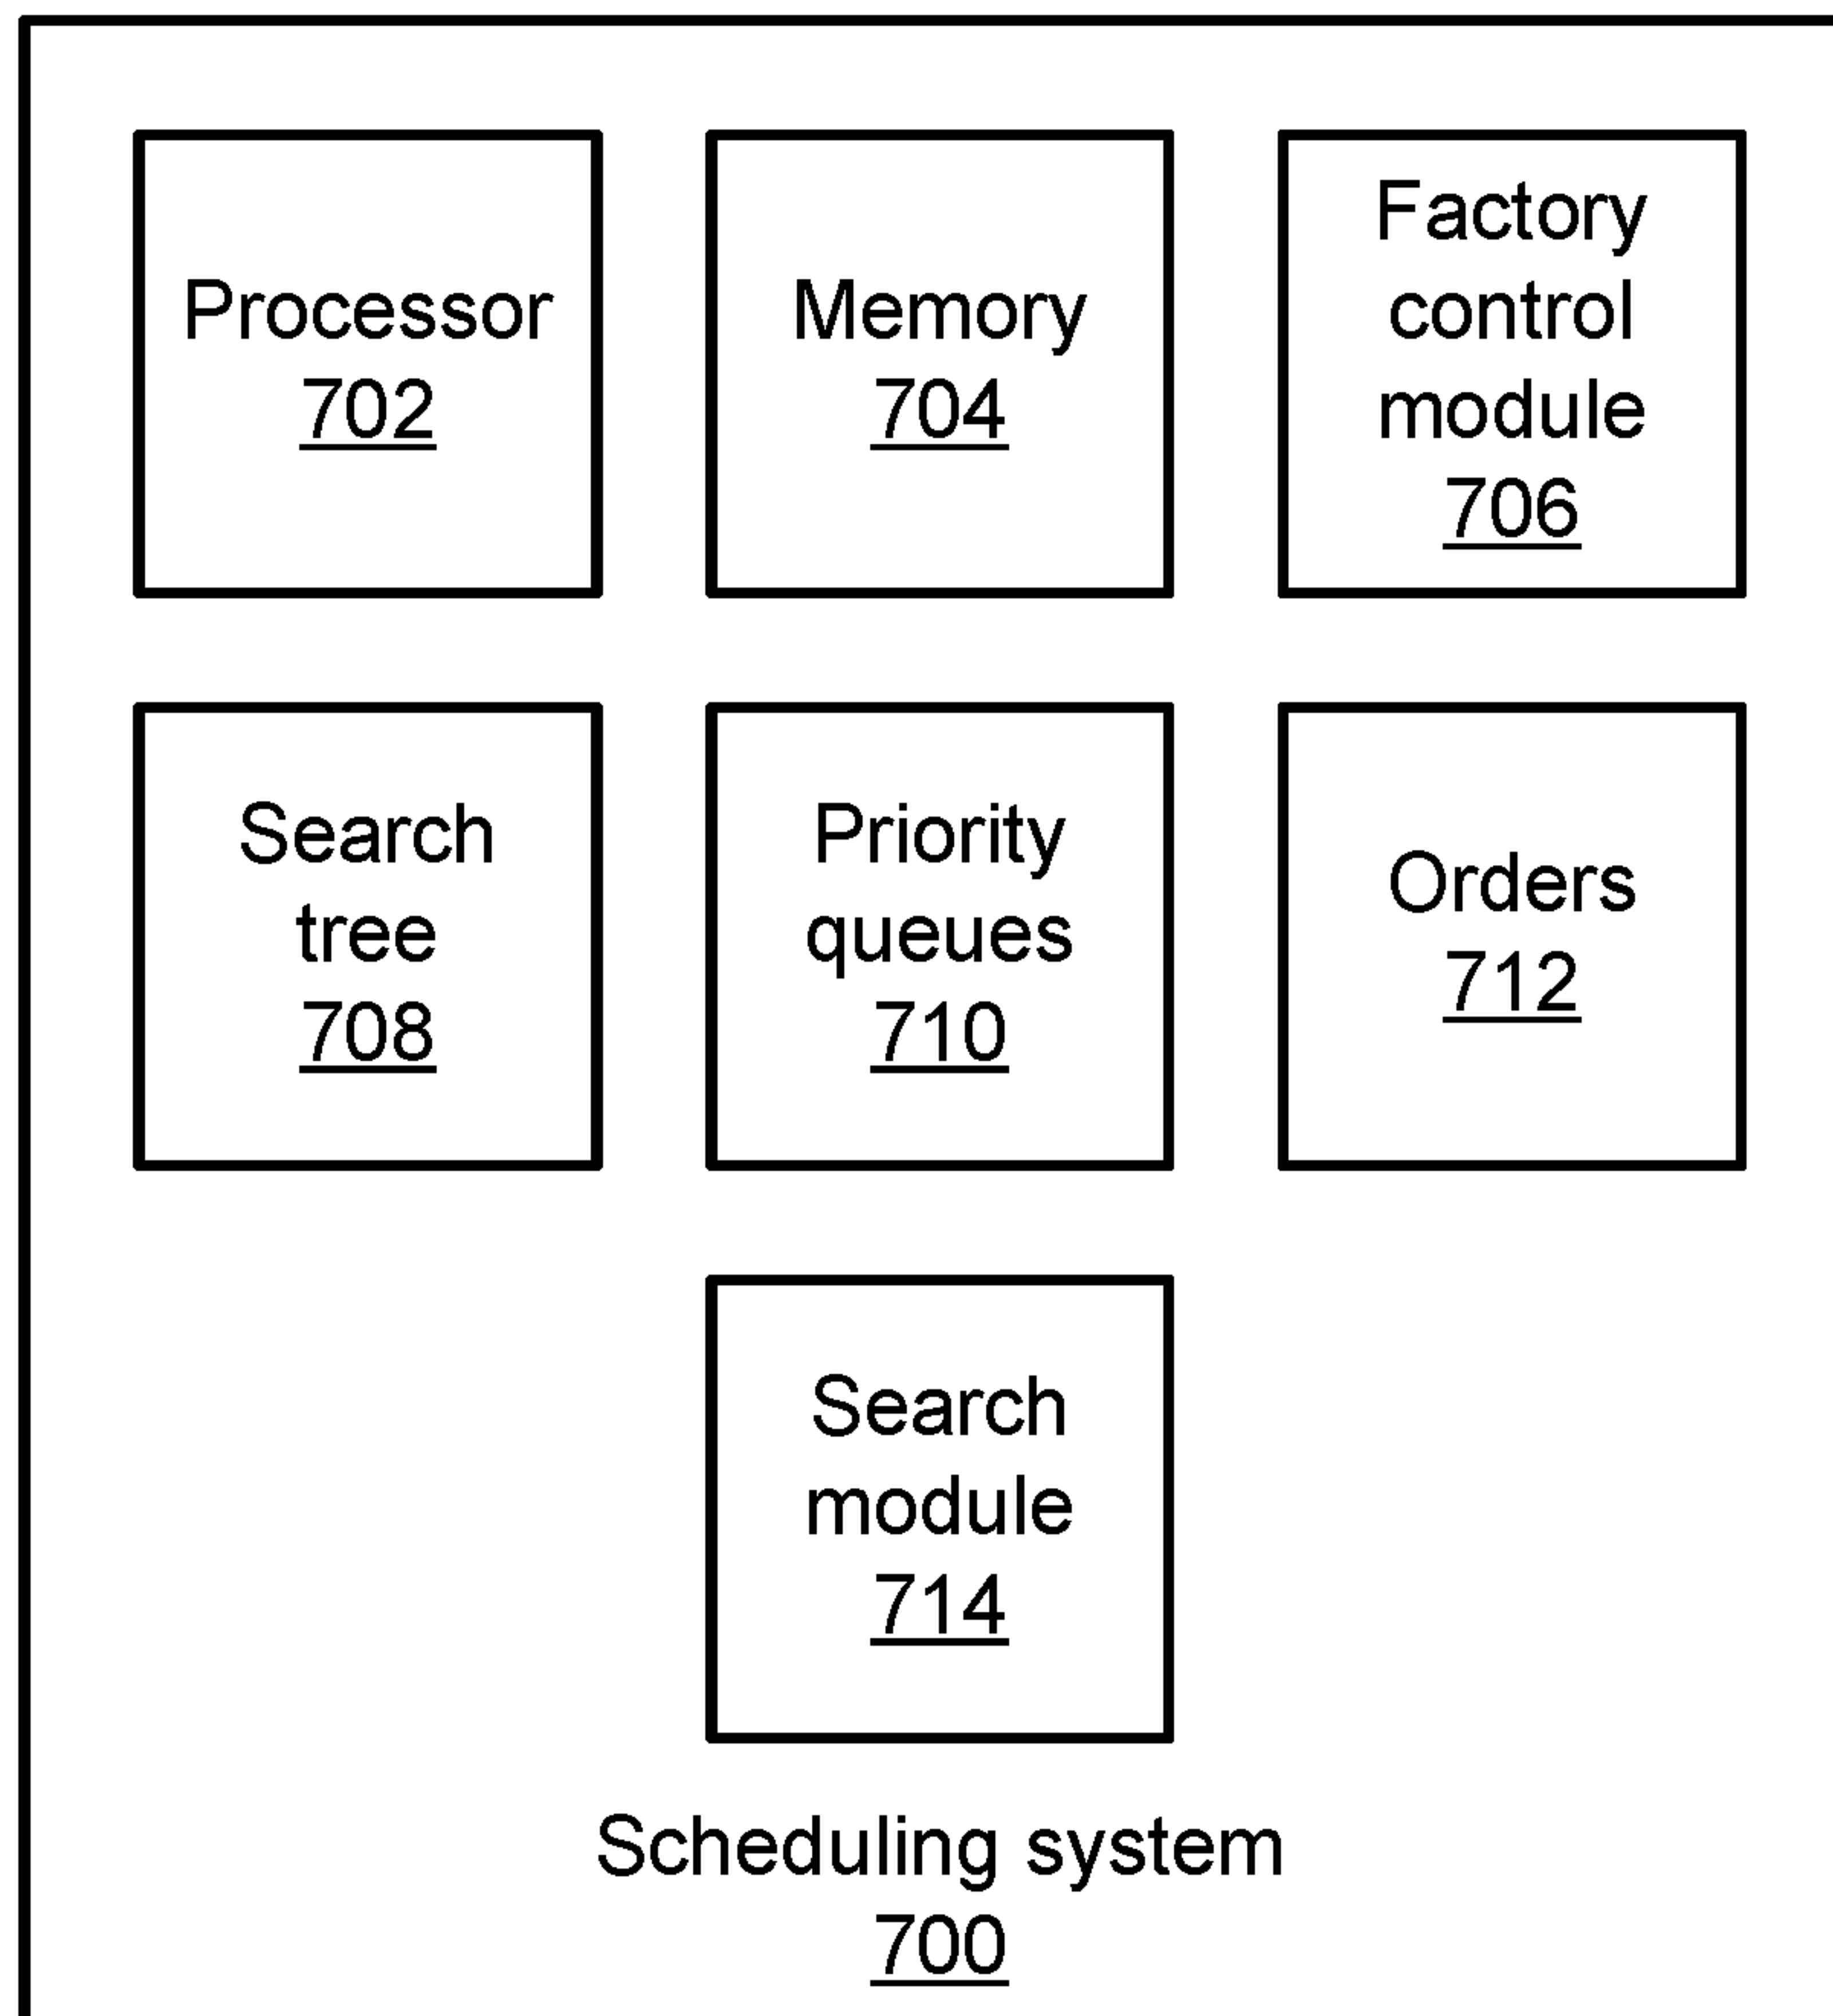 Processor
702
Memory
704
Factory
control
module
706
Search
tree
708
Priority
queues
710
Orders
712
Search
module
714
Scheduling system
700